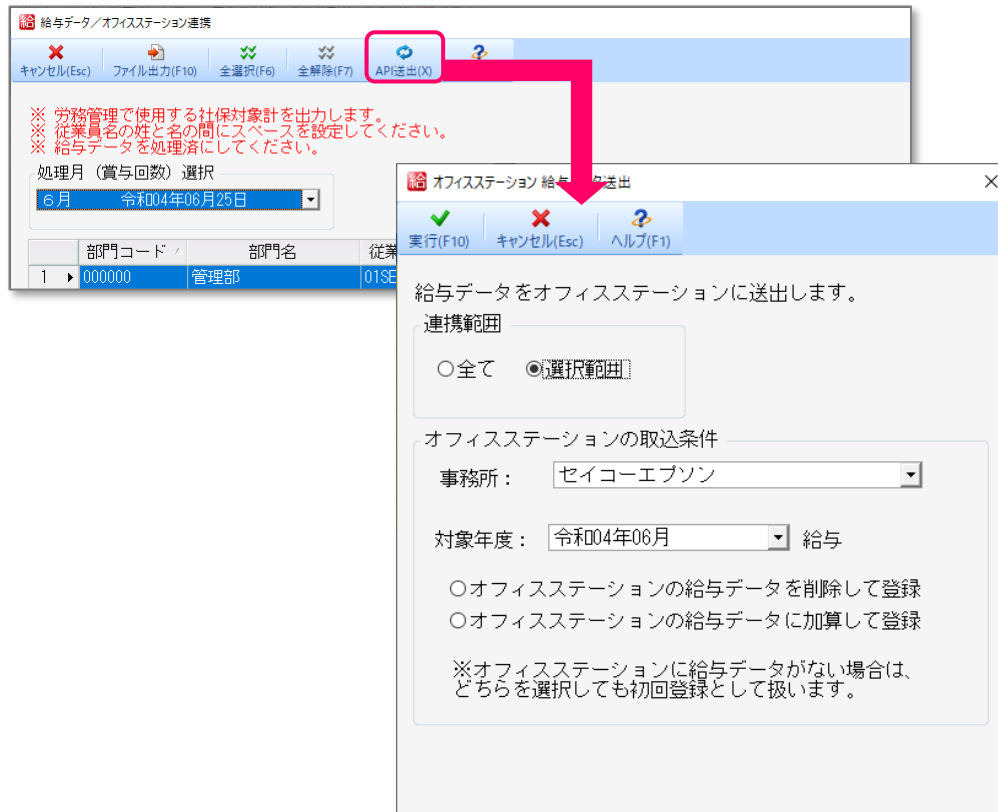 給与データ／オフィスステーション連携
キャンセル(Esc) ファイル出力(F10) 全選択(F6) 全解除(F7) API送出(X)
※ 労務管理で使用する社保対象計を出力します。
※ 従業員名の姓と名の間にスペースを設定してください。
※ 給与データを処理済にしてください。
処理月（賞与回数）選択
6月 令和04年06月25日
部門コード 部門名 従業
1 000000 管理部 01SE
オフィスステーション 給与 送出
実行(F10) キャンセル(Esc) ヘルプ(F1)
給与データをオフィスステーションに送出します。
連携範囲
全て 選択範囲
オフィスステーションの取込条件
事務所： セイコーエプソン
対象年度： 令和04年06月 給与
オフィスステーションの給与データを削除して登録
オフィスステーションの給与データに加算して登録
※オフィスステーションに給与データがない場合は、
どちらを選択しても初回登録として扱います。